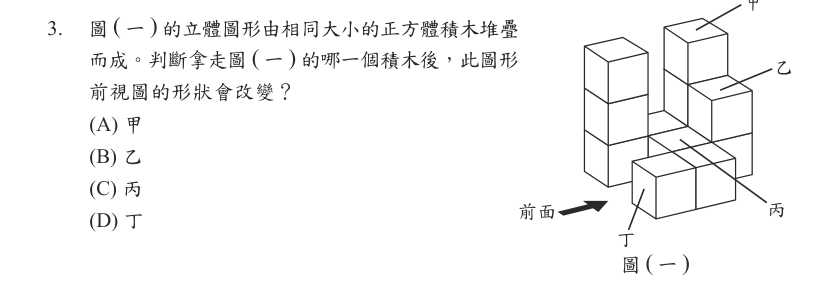 3. 圖(一)的立體圖形由相同大小的正方體積木堆疊
而成。判斷拿走圖(一)的哪一個積木後，此圖形
前視圖的形狀會改變？
(A) 甲
(B) 乙
(C) 丙
(D) 丁
甲
乙
丙
丁
前面
圖(一)